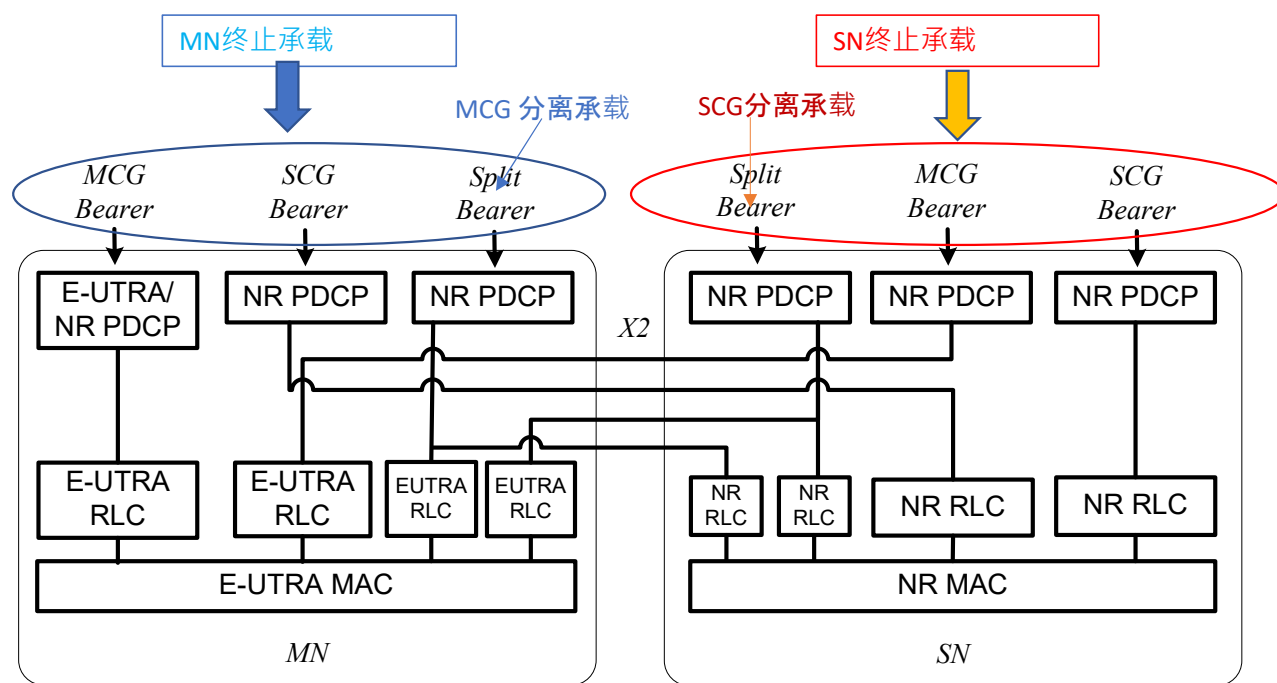 MN终止承载
SN终止承载
MCG 分离承载
SCG分离承载
MCG
Bearer
SCG
Bearer
Split
Bearer
Split
Bearer
MCG
Bearer
SCG
Bearer
E-UTRA/
NR PDCP
NR PDCP
NR PDCP
X2
NR PDCP
NR PDCP
NR PDCP
E-UTRA
RLC
E-UTRA
RLC
EUTRA
RLC
EUTRA
RLC
NR
RLC
NR
RLC
NR RLC
NR RLC
E-UTRA MAC
NR MAC
MN
SN